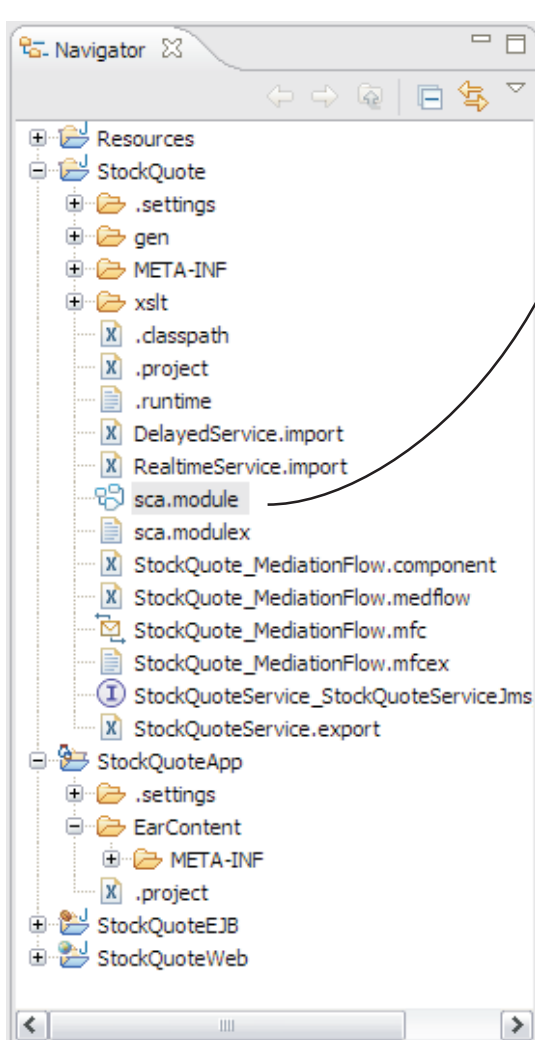 Navigator
Resources
StockQuote
.settings
gen
META-INF
xslt
.classpath
.project
.runtime
DelayedService.import
RealtimeService.import
sca.module
sca.modulex
StockQuote_MediationFlow.component
StockQuote_MediationFlow.medflow
StockQuote_MediationFlow.mfc
StockQuote_MediationFlow.mfcex
StockQuoteService_StockQuoteServiceJms
StockQuoteService.export
StockQuoteApp
.settings
EarContent
META-INF
.project
StockQuoteEJB
StockQuoteWeb